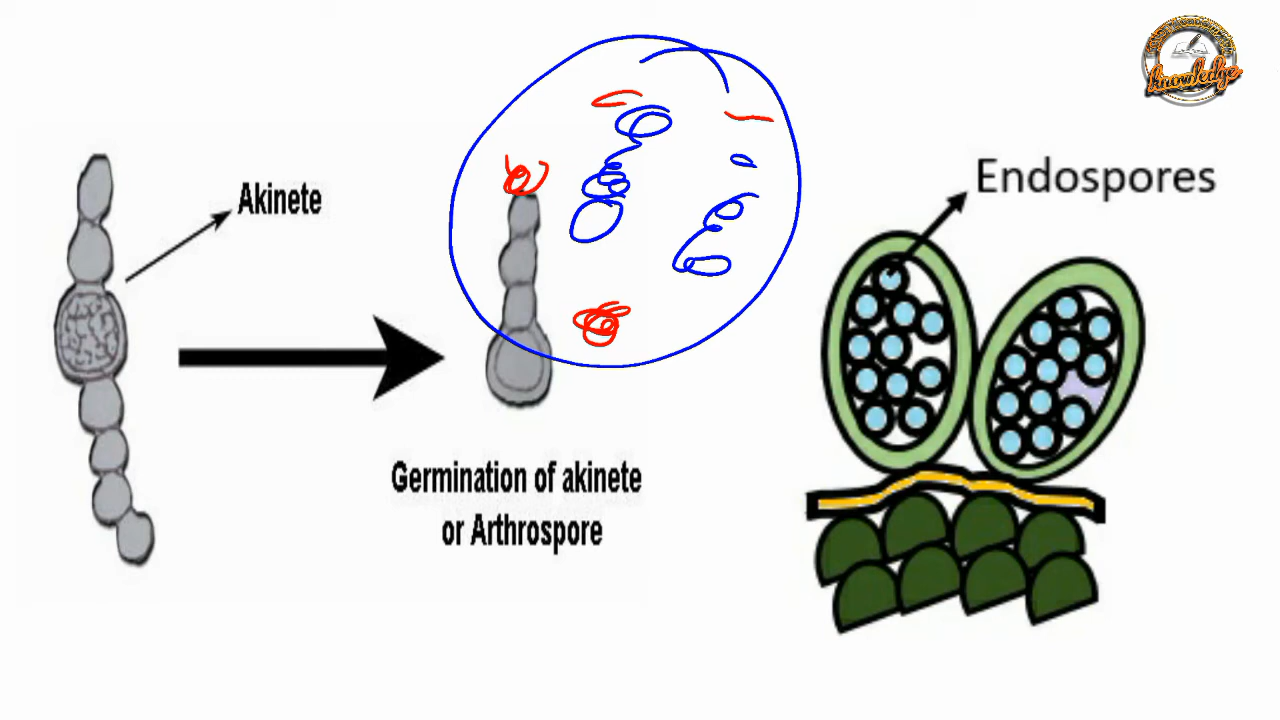 knowledge
Akinete
Endospores
Germination of akinete
or Arthrospore